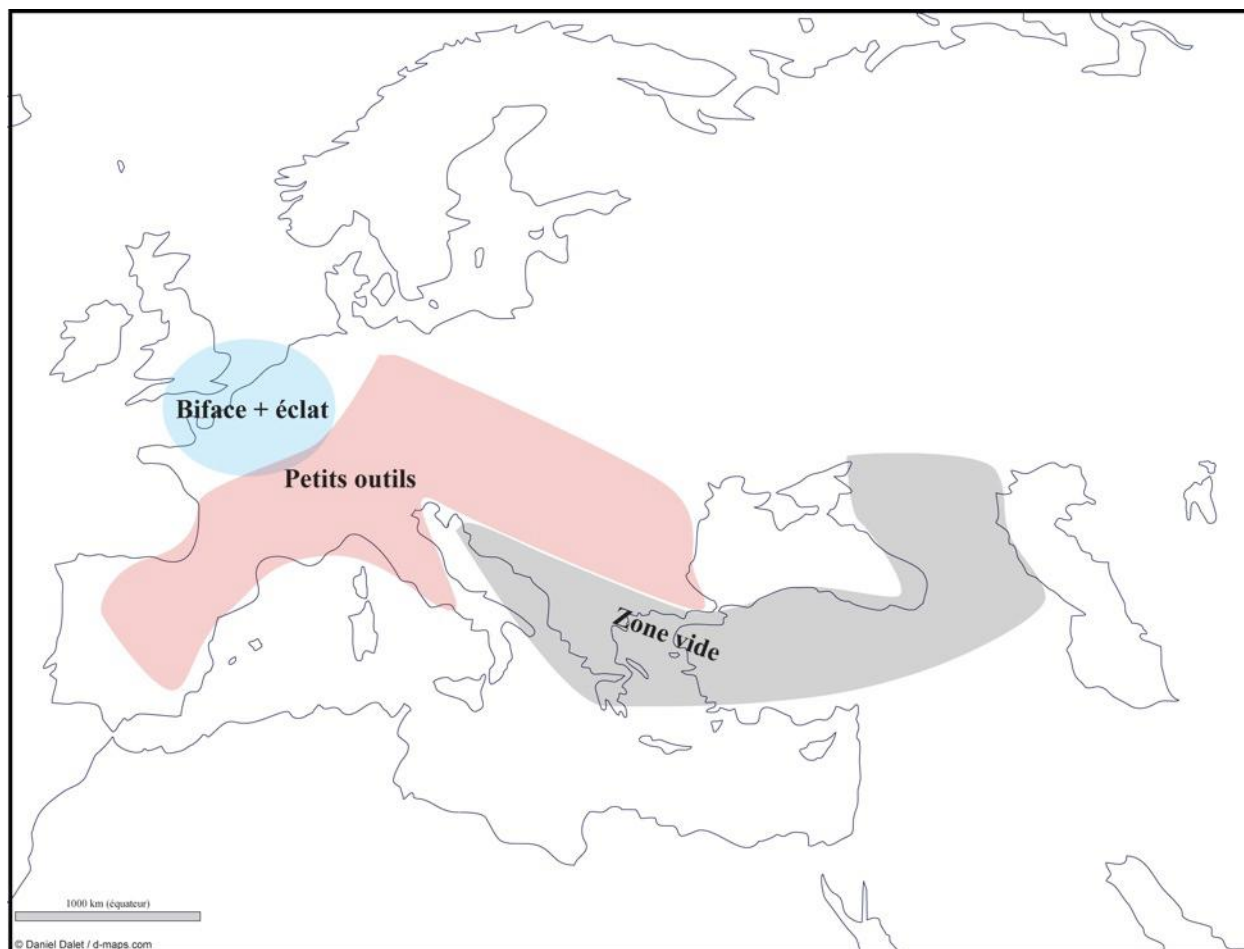 Biface + éclat
Petits outils
Zone vide
1000 km (équateur)
© Daniel Dalet / d-maps.com